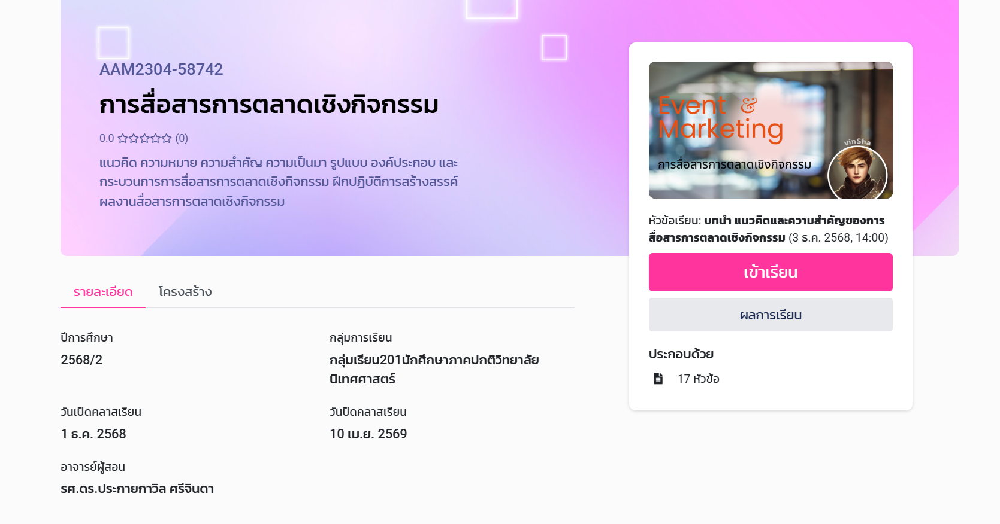 AAM2304-58742
การสื่อสารการตลาดเชิงกิจกรรม
0.0 (0)
แนวคิด ความหมาย ความสำคัญ ความเป็นมา รูปแบบ องค์ประกอบ และ
กระบวนการการสื่อสารการตลาดเชิงกิจกรรม ฝึกปฏิบัติการสร้างสรรค์
ผลงานสื่อสารการตลาดเชิงกิจกรรม
Event &
Marketing
การสื่อสารการตลาดเชิงกิจกรรม
vinSha
หัวข้อเรียน: บทนำ แนวคิดและความสำคัญของการ
สื่อสารการตลาดเชิงกิจกรรม (3 ธ.ค. 2568, 14:00)
เข้าเรียน
ผลการเรียน
ประกอบด้วย
17 หัวข้อ
รายละเอียด
โครงสร้าง
ปีการศึกษา
2568/2
กลุ่มการเรียน
กลุ่มเรียน201นักศึกษาภาคปกติวิทยาลัย
นิเทศศาสตร์
วันเปิดคลาสเรียน
1 ธ.ค. 2568
วันปิดคลาสเรียน
10 เม.ย. 2569
อาจารย์ผู้สอน
รศ.ดร.ประกายกาวิล ศรีจินดา